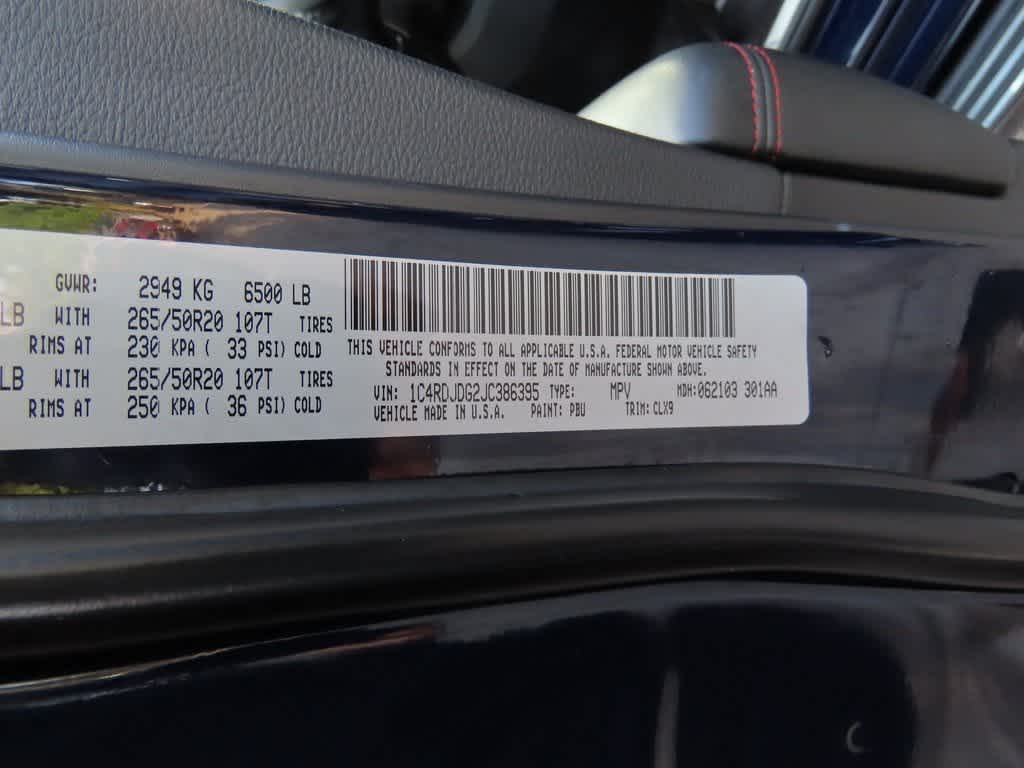 GVWR: 2949 KG 6500 LB
LB WITH 265/50R20 107T TIRES
RIMS AT 230 KPA ( 33 PSI) COLD
LB WITH 265/50R20 107T TIRES
RIMS AT 250 KPA ( 36 PSI) COLD
THIS VEHICLE CONFORMS TO ALL APPLICABLE U.S.A. FEDERAL MOTOR VEHICLE SAFETY
STANDARDS IN EFFECT ON THE DATE OF MANUFACTURE SHOWN ABOVE.
VIN: 1C4RDJDG2JC386395 TYPE: MPV MDH:062103 301AA
VEHICLE MADE IN U.S.A. PAINT: PBU TRIM: CLX9